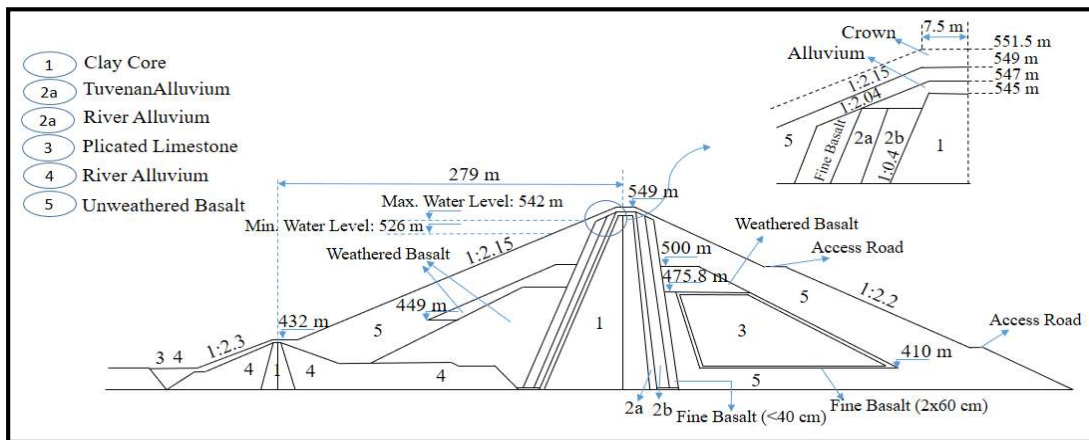 1 Clay Core
2a TuvenanAlluvium
2a River Alluvium
3 Plicated Limestone
4 River Alluvium
5 Unweathered Basalt
7.5 m
Crown
Alluvium
551.5 m
549 m
547 m
545 m
1:2.15
1:2.04
5
Fine Basalt
2a
2b
1:0.4
1
279 m
Max. Water Level: 542 m
Min. Water Level: 526 m
549 m
Weathered Basalt
Weathered Basalt
Access Road
500 m
475.8 m
1:2.15
449 m
432 m
1:2.3
5
1
3
5
1:2.2
Access Road
410 m
3 4
4
1
4
4
5
2a
2b
Fine Basalt (<40 cm)
Fine Basalt (2x60 cm)